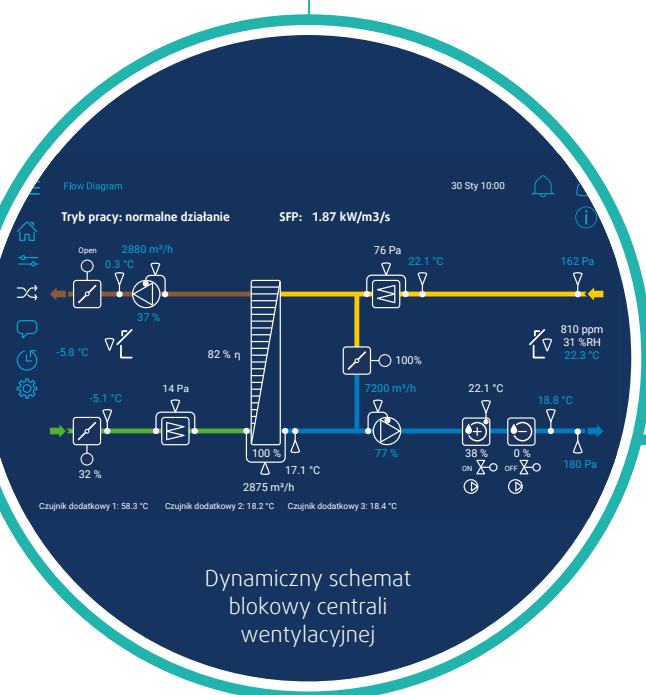 Flow Diagram
30 Sty 10:00
Tryb pracy: normalne działanie
SFP: 1.87 kW/m3/s
Open
2880 m³/h
0.3 °C
37 %
76 Pa
22.1 °C
162 Pa
-5.8 °C
82 % η
100%
810 ppm
31 %RH
22.3 °C
-5.1 °C
14 Pa
7200 m³/h
22.1 °C
18.8 °C
32 %
100 %
17.1 °C
77 %
38 %
0 %
180 Pa
ON
OFF
2875 m³/h
Czujnik dodatkowy 1: 58.3 °C
Czujnik dodatkowy 2: 18.2 °C
Czujnik dodatkowy 3: 18.4 °C
Dynamiczny schemat
blokowy centrali
wentylacyjnej